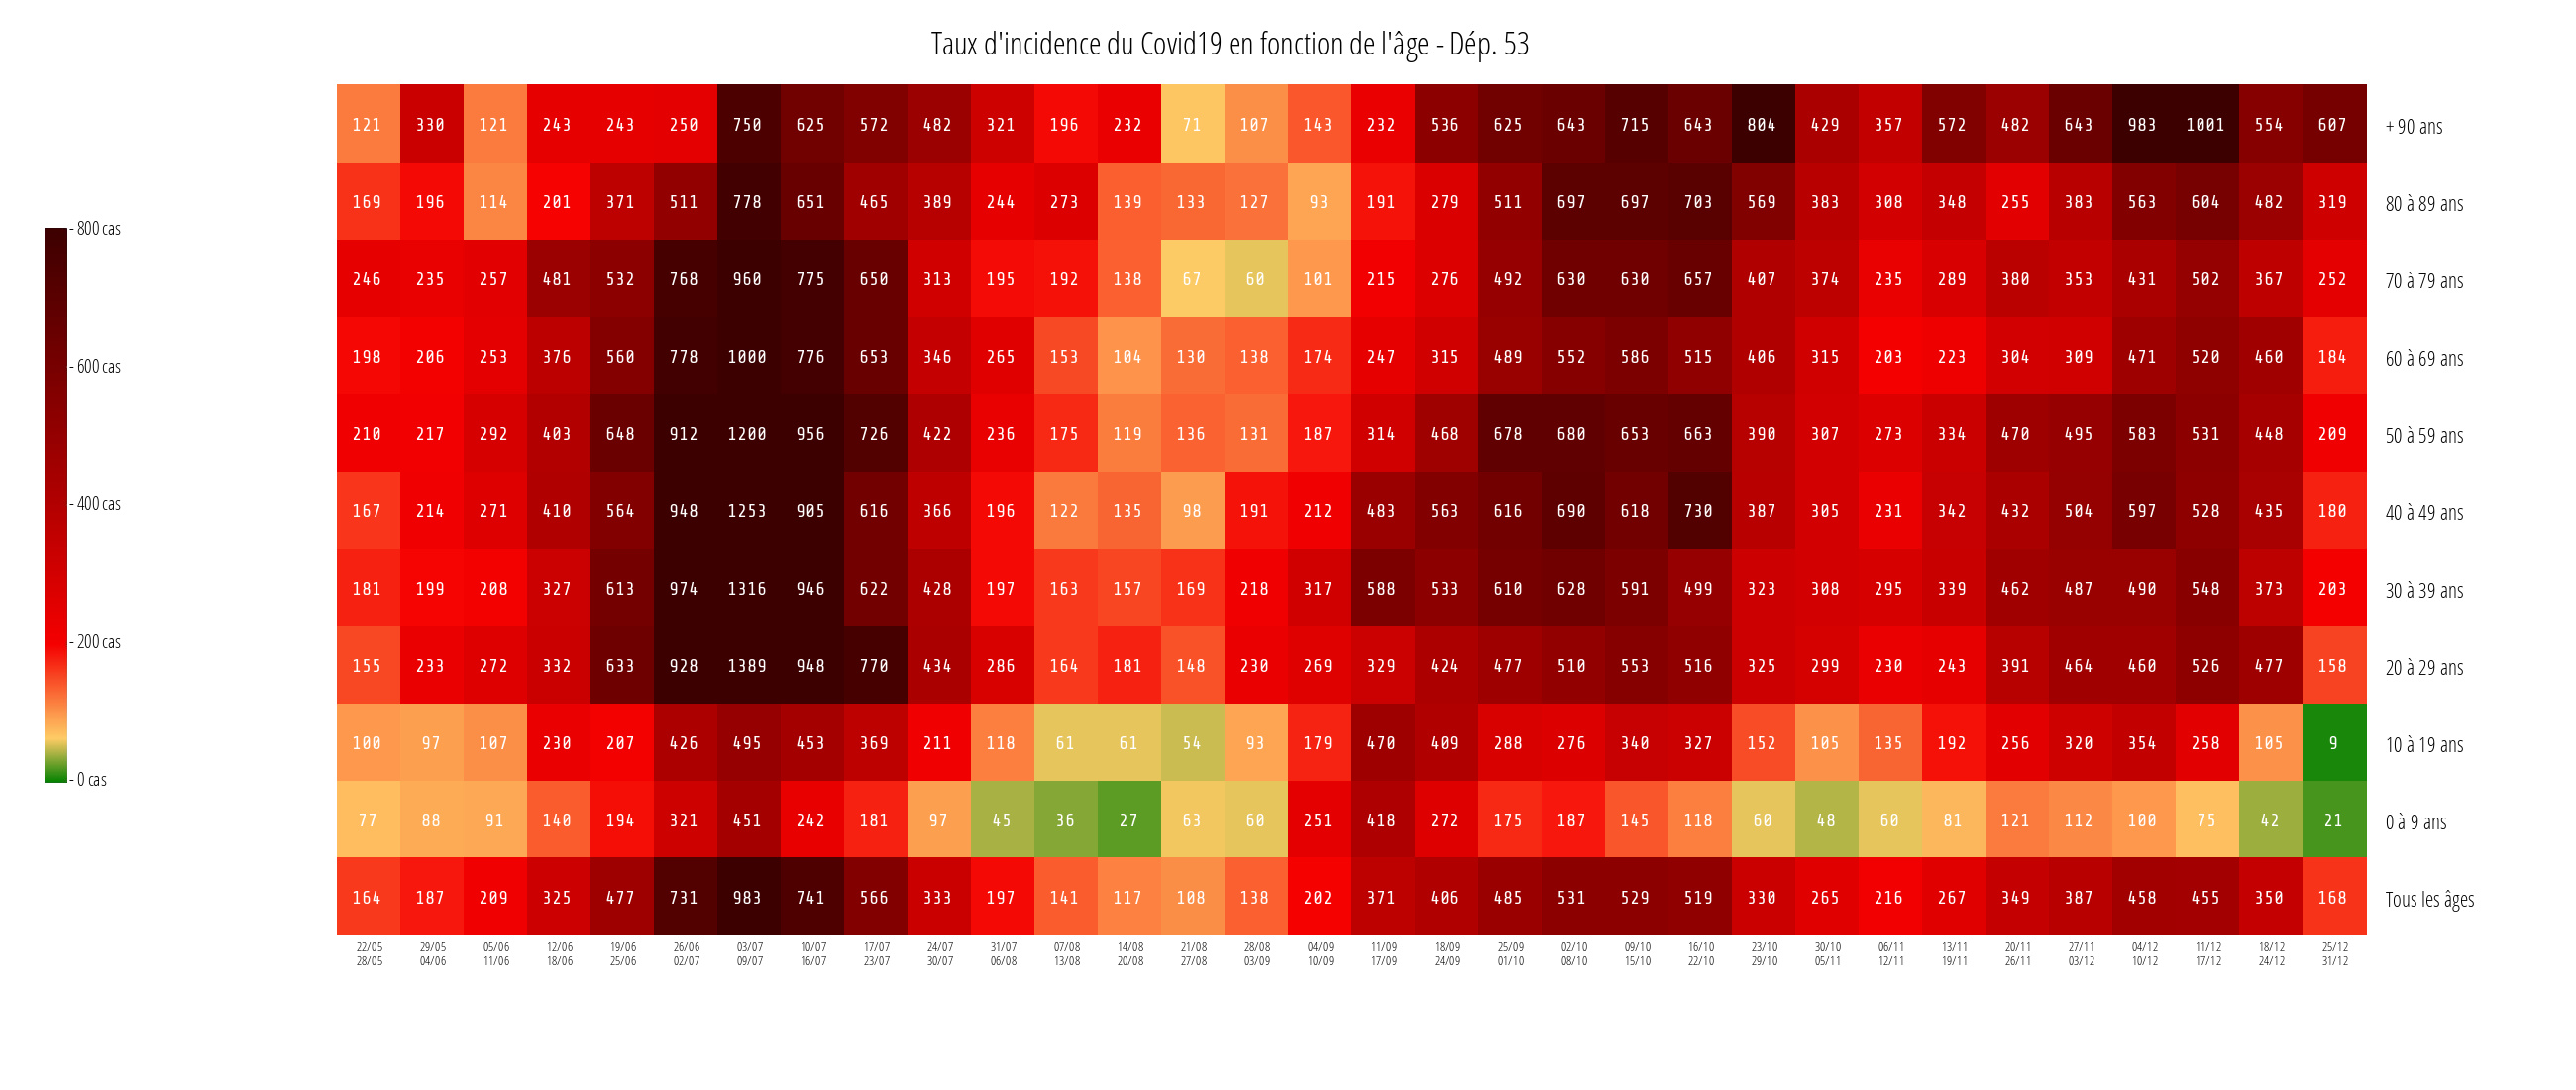 Taux d'incidence du Covid19 en fonction de l'âge - Dép. 53
- 800 cas
- 600 cas
- 400 cas
- 200 cas
- 0 cas
121 330 121 243 243 250 750 625 572 482 321 196 232 71 107 143 232 536 625 643 715 643 804 429 357 572 482 643 983 1001 554 607 + 90 ans
169 196 114 201 371 511 778 651 465 389 244 273 139 133 127 93 191 279 511 697 697 703 569 383 308 348 255 383 563 604 482 319 80 à 89 ans
246 235 257 481 532 768 960 775 650 313 195 192 138 67 60 101 215 276 492 630 630 657 407 374 235 289 380 353 431 502 367 252 70 à 79 ans
198 206 253 376 560 778 1000 776 653 346 265 153 104 130 138 174 247 315 489 552 586 515 406 315 203 223 304 309 471 520 460 184 60 à 69 ans
210 217 292 403 648 912 1200 956 726 422 236 175 119 136 131 187 314 468 678 680 653 663 390 307 273 334 470 495 583 531 448 209 50 à 59 ans
167 214 271 410 564 948 1253 905 616 366 196 122 135 98 191 212 483 563 616 690 618 730 387 305 231 342 432 504 597 528 435 180 40 à 49 ans
181 199 208 327 613 974 1316 946 622 428 197 163 157 169 218 317 588 533 610 628 591 499 323 308 295 339 462 487 490 548 373 203 30 à 39 ans
155 233 272 332 633 928 1389 948 770 434 286 164 181 148 230 269 329 424 477 510 553 516 325 299 230 243 391 464 460 526 477 158 20 à 29 ans
100 97 107 230 207 426 495 453 369 211 118 61 61 54 93 179 470 409 288 276 340 327 152 105 135 192 256 320 354 258 105 9 10 à 19 ans
77 88 91 140 194 321 451 242 181 97 45 36 27 63 60 251 418 272 175 187 145 118 60 48 60 81 121 112 100 75 42 21 0 à 9 ans
164 187 209 325 477 731 983 741 566 333 197 141 117 108 138 202 371 406 485 531 529 519 330 265 216 267 349 387 458 455 350 168 Tous les âges
22/05 29/05 05/06 12/06 19/06 26/06 03/07 10/07 17/07 24/07 31/07 07/08 14/08 21/08 28/08 04/09 11/09 18/09 25/09 02/10 09/10 16/10 23/10 30/10 06/11 13/11 20/11 27/11 04/12 11/12 18/12 25/12
28/05 04/06 11/06 18/06 25/06 02/07 09/07 16/07 23/07 30/07 06/08 13/08 20/08 27/08 03/09 10/09 17/09 24/09 01/10 08/10 15/10 22/10 29/10 05/11 12/11 19/11 26/11 03/12 10/12 17/12 24/12 31/12